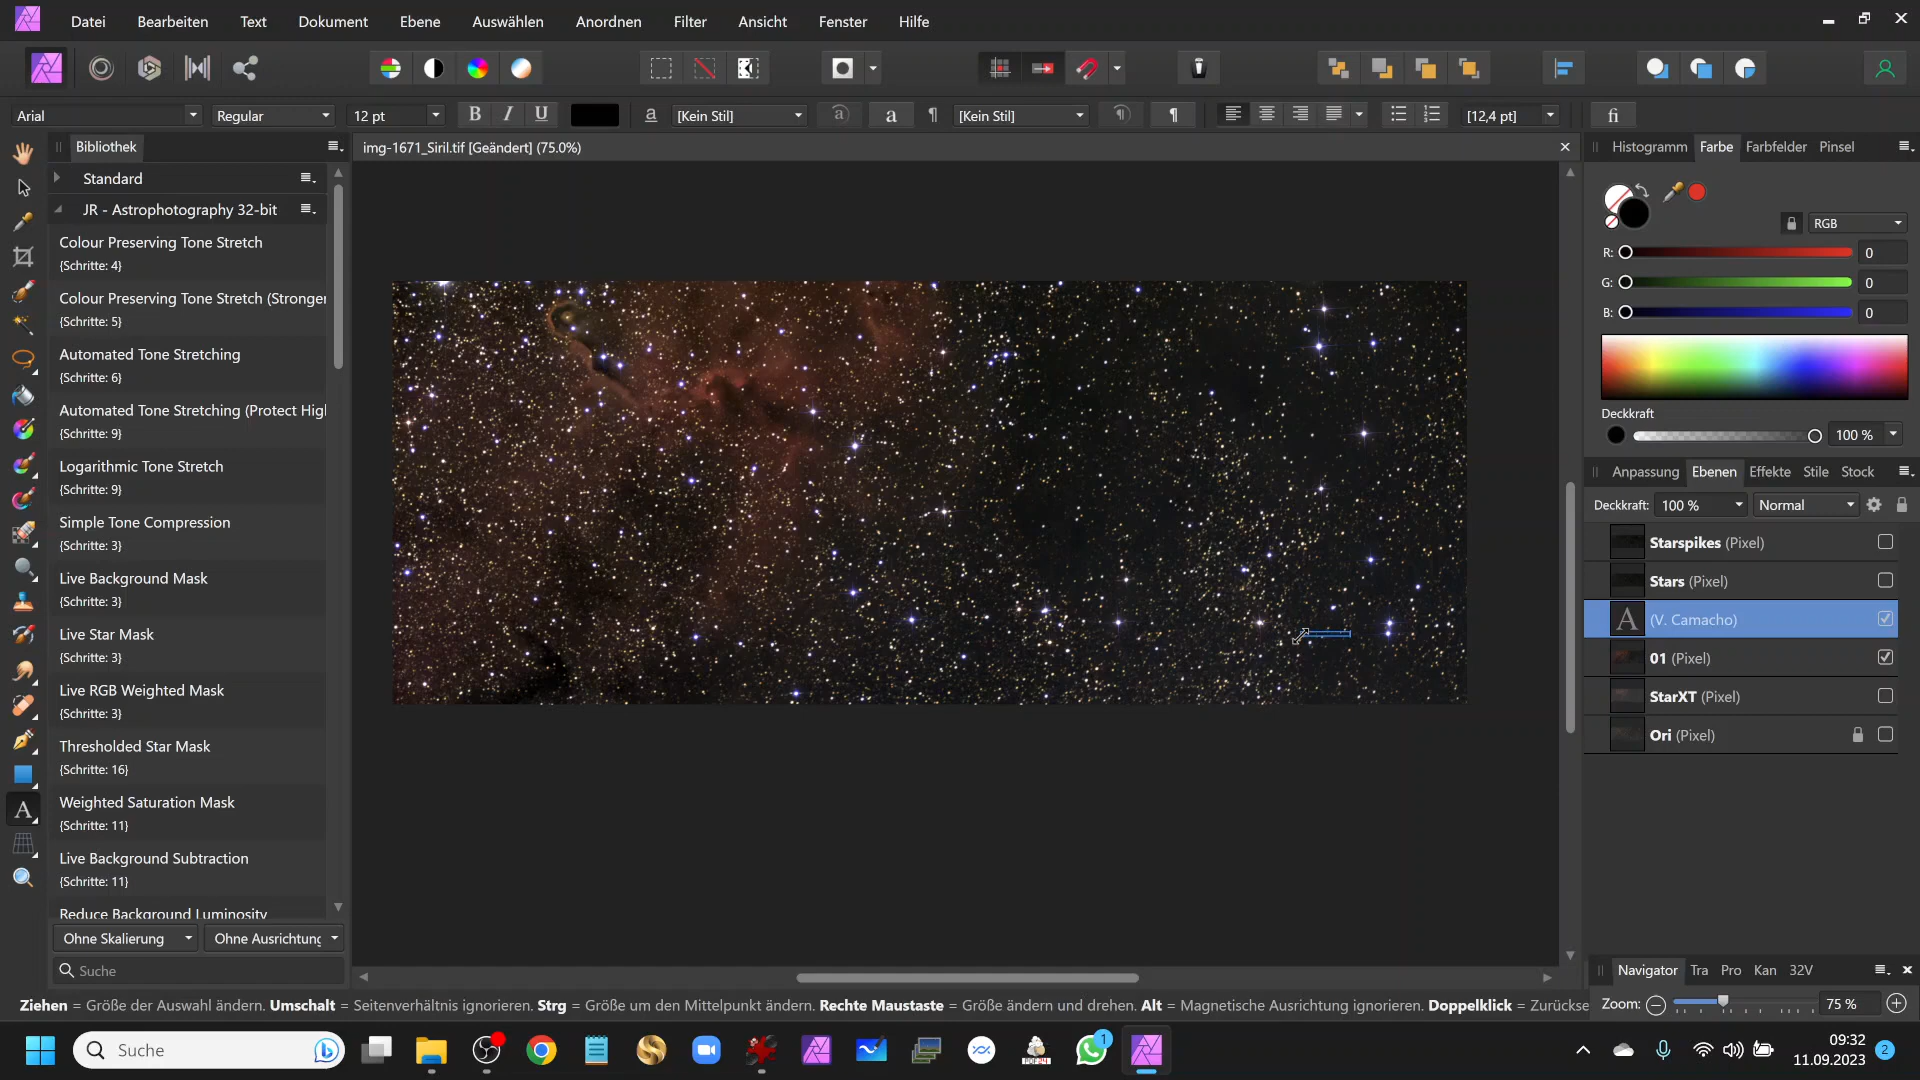 Datei Bearbeiten Text Dokument Ebene Auswählen Anordnen Filter Ansicht Fenster Hilfe
Arial Regular 12 pt B I U a [Kein Stil] a a ¶ [Kein Stil] ¶ ¶ [12,4 pt] fi
Bibliothek
img-1671_Siril.tif [Geändert] (75.0%)
Histogramm Farbe Farbfelder Pinsel
Standard
JR - Astrophotography 32-bit
Colour Preserving Tone Stretch
{Schritte: 4}
Colour Preserving Tone Stretch (Stronger
{Schritte: 5}
Automated Tone Stretching
{Schritte: 6}
Automated Tone Stretching (Protect High
{Schritte: 9}
Logarithmic Tone Stretch
{Schritte: 9}
Simple Tone Compression
{Schritte: 3}
Live Background Mask
{Schritte: 3}
Live Star Mask
{Schritte: 3}
Live RGB Weighted Mask
{Schritte: 3}
Thresholded Star Mask
{Schritte: 16}
Weighted Saturation Mask
{Schritte: 11}
Live Background Subtraction
{Schritte: 11}
Reduce Background Luminosity
Ohne Skalierung Ohne Ausrichtung
Suche
RGB
R: 0
G: 0
B: 0
Deckkraft
100 %
Anpassung Ebenen Effekte Stile Stock
Deckkraft: 100 % Normal
Starspikes (Pixel)
Stars (Pixel)
A (V. Camacho)
01 (Pixel)
StarXT (Pixel)
Ori (Pixel)
Navigator Tra Pro Kan 32V
Zoom: 75 %
Ziehen = Größe der Auswahl ändern. Umschalt = Seitenverhältnis ignorieren. Strg = Größe um den Mittelpunkt ändern. Rechte Maustaste = Größe ändern und drehen. Alt = Magnetische Ausrichtung ignorieren. Doppelklick = Zurückse
Suche
PDF24
1
09:32
11.09.2023
2